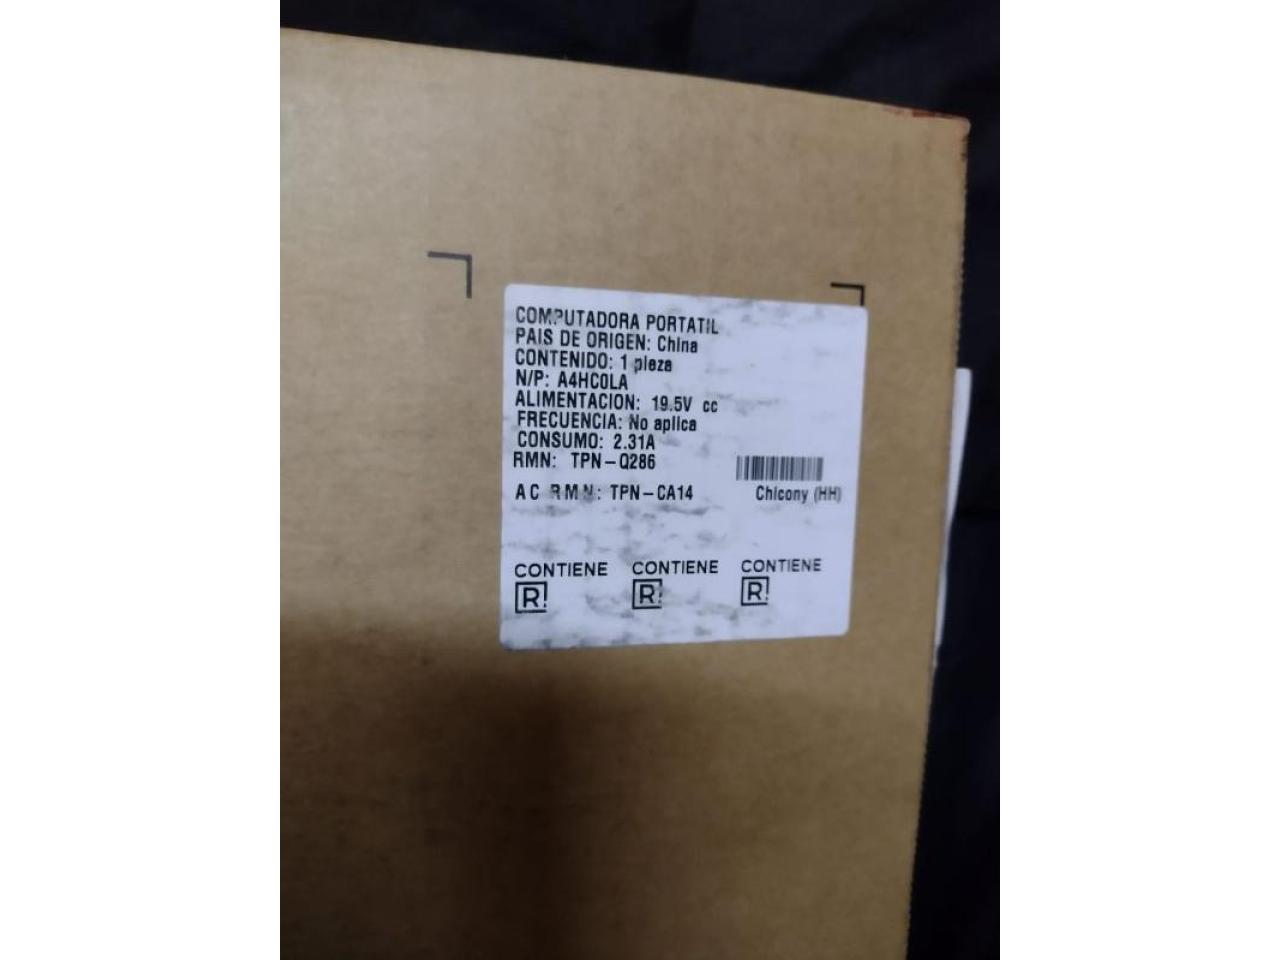 COMPUTADORA PORTATIL
PAIS DE ORIGEN: China
CONTENIDO: 1 pieza
N/P: A4HC0LA
ALIMENTACION: 19.5V cc
FRECUENCIA: No aplica
CONSUMO: 2.31A
RMN: TPN-Q286
AC RMN: TPN-CA14 Chicony (HH)
CONTIENE CONTIENE CONTIENE
R! R! R!